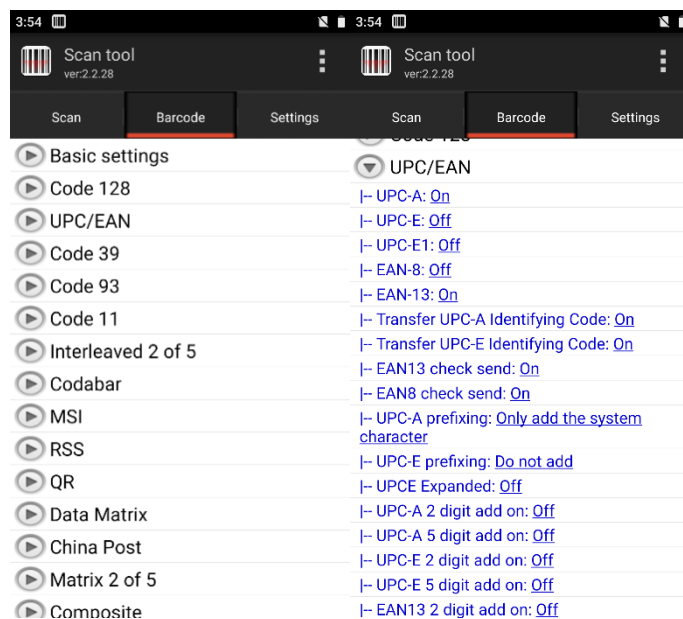 3:54
Scan tool
ver:2.2.28
Scan Barcode Settings
Basic settings
Code 128
UPC/EAN
Code 39
Code 93
Code 11
Interleaved 2 of 5
Codabar
MSI
RSS
QR
Data Matrix
China Post
Matrix 2 of 5
Composite
3:54
Scan tool
ver:2.2.28
Scan Barcode Settings
Code 128
UPC/EAN
|-- UPC-A: On
|-- UPC-E: Off
|-- UPC-E1: Off
|-- EAN-8: Off
|-- EAN-13: On
|-- Transfer UPC-A Identifying Code: On
|-- Transfer UPC-E Identifying Code: On
|-- EAN13 check send: On
|-- EAN8 check send: On
|-- UPC-A prefixing: Only add the system
character
|-- UPC-E prefixing: Do not add
|-- UPCE Expanded: Off
|-- UPC-A 2 digit add on: Off
|-- UPC-A 5 digit add on: Off
|-- UPC-E 2 digit add on: Off
|-- UPC-E 5 digit add on: Off
|-- EAN13 2 digit add on: Off